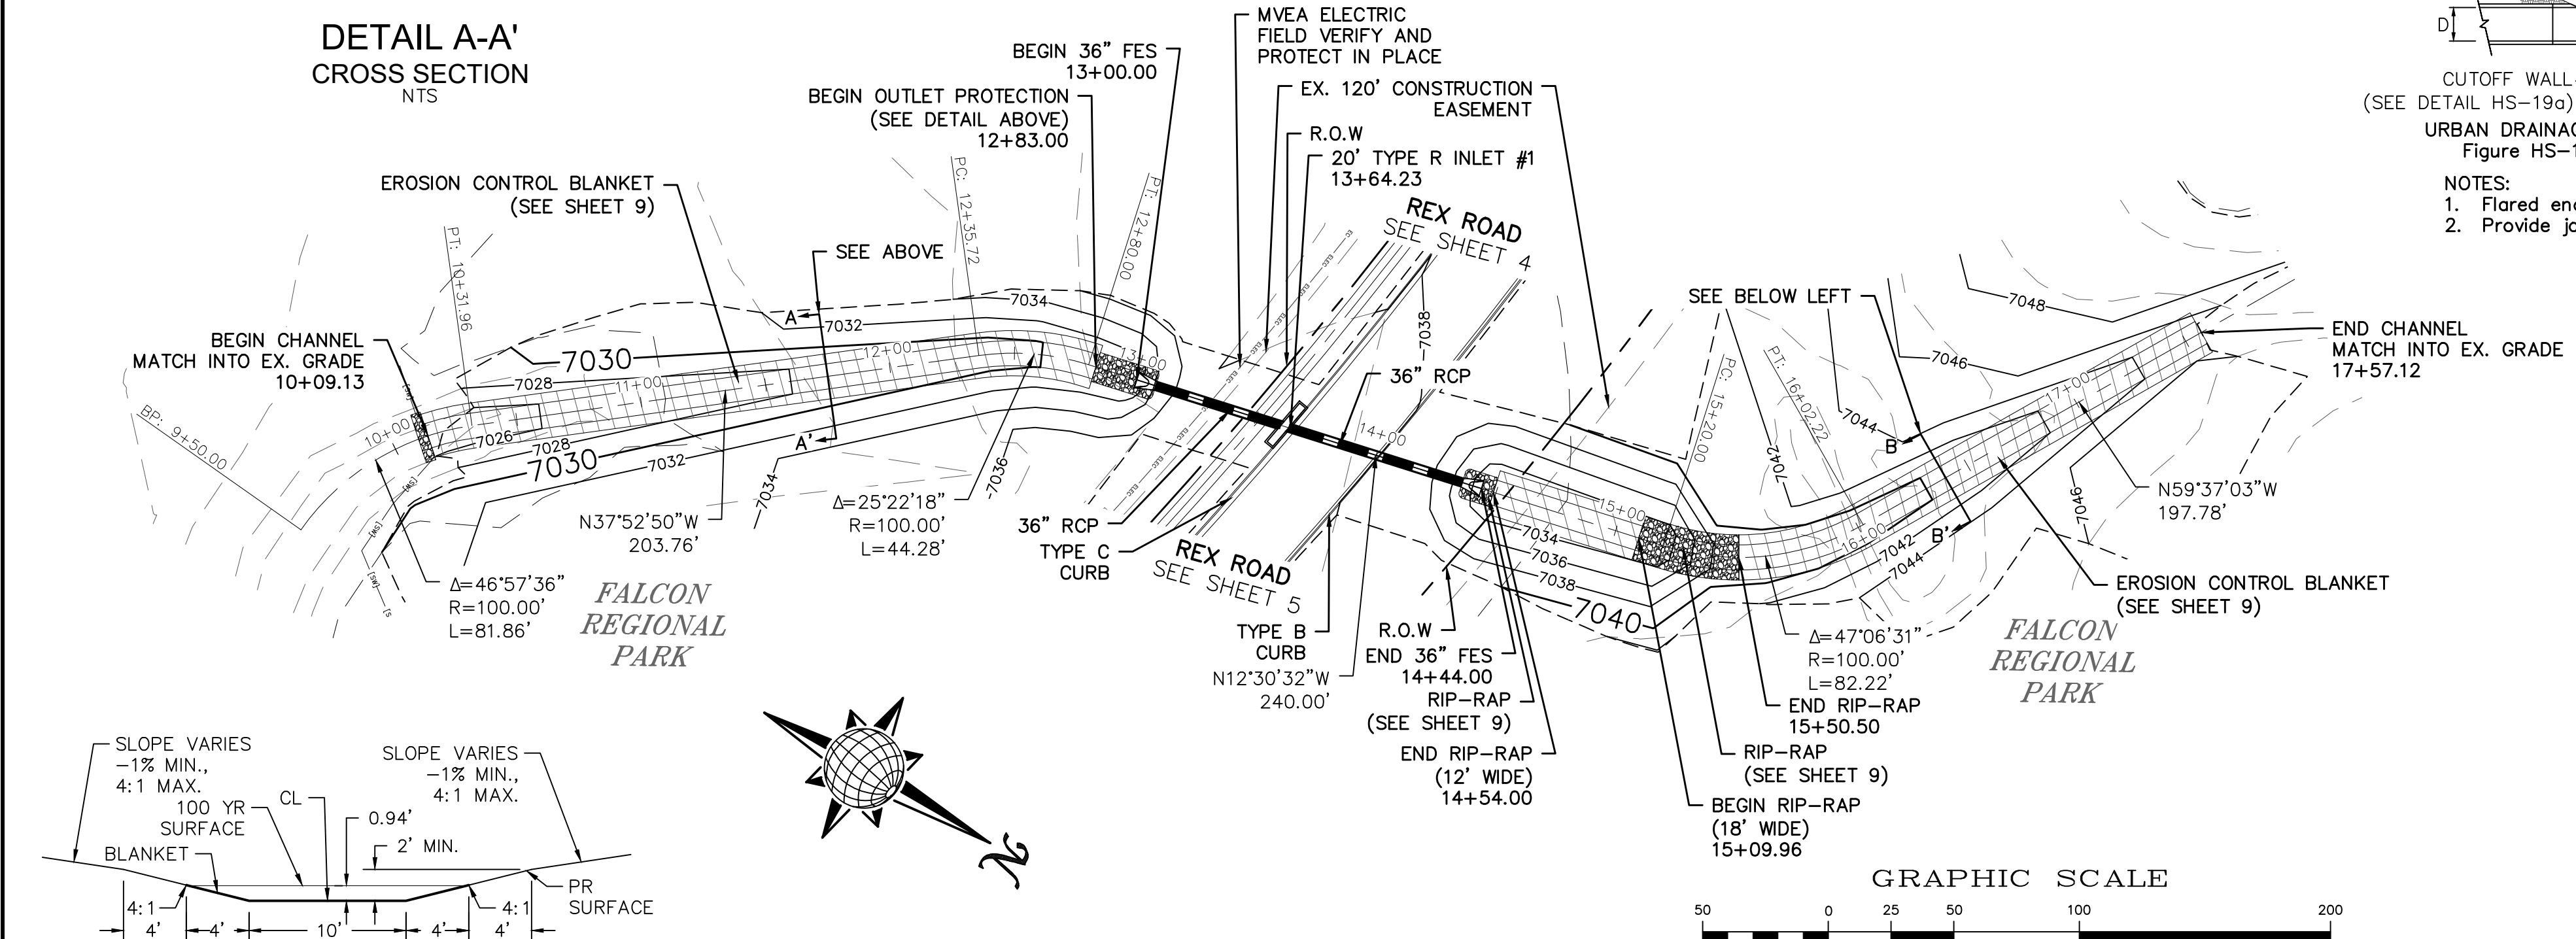 DETAIL A-A'
CROSS SECTION
NTS
BEGIN 36" FES
13+00.00
BEGIN OUTLET PROTECTION
(SEE DETAIL ABOVE)
12+83.00
MVEA ELECTRIC
FIELD VERIFY AND
PROTECT IN PLACE
EX. 120' CONSTRUCTION
EASEMENT
R.O.W
20' TYPE R INLET #1
13+64.23
REX ROAD
SEE SHEET 4
D
CUTOFF WALL
(SEE DETAIL HS-19a)
URBAN DRAINAG
Figure HS-1
NOTES:
1. Flared en
2. Provide jo
EROSION CONTROL BLANKET
(SEE SHEET 9)
PT: 10+31.96
PC: 12+35.72
PT: 12+80.00
SEE ABOVE
A
7034
7032
BEGIN CHANNEL
MATCH INTO EX. GRADE
10+09.13
7030
7028
11+00
12+00
13+00
BP: 9+50.00
10+00
7026
7028
7030
7032
7034
A'
7036
7038
36" RCP
14+00
SEE BELOW LEFT
7048
7046
7044
7042
B
17+00
END CHANNEL
MATCH INTO EX. GRADE
17+57.12
PC: 15+20.00
PT: 16+02.22
N59°37'03"W
197.78'
7046
Δ=46°57'36"
R=100.00'
L=81.86'
N37°52'50"W
203.76'
Δ=25°22'18"
R=100.00'
L=44.28'
36" RCP
TYPE C
CURB
REX ROAD
SEE SHEET 5
FALCON
REGIONAL
PARK
15+00
7034
7036
7038
7040
16+00
7042
7044
B'
EROSION CONTROL BLANKET
(SEE SHEET 9)
FALCON
REGIONAL
PARK
Δ=47°06'31"
R=100.00'
L=82.22'
TYPE B
CURB
N12°30'32"W
240.00'
R.O.W
END 36" FES
14+44.00
RIP-RAP
(SEE SHEET 9)
END RIP-RAP
(12' WIDE)
14+54.00
END RIP-RAP
15+50.50
RIP-RAP
(SEE SHEET 9)
BEGIN RIP-RAP
(18' WIDE)
15+09.96
N
SLOPE VARIES
-1% MIN.,
4:1 MAX.
SLOPE VARIES
-1% MIN.,
4:1 MAX.
100 YR
SURFACE
CL
0.94'
2' MIN.
BLANKET
PR
SURFACE
4:1
4:1
4' 4' 10' 4' 4'
GRAPHIC SCALE
50 0 25 50 100 200